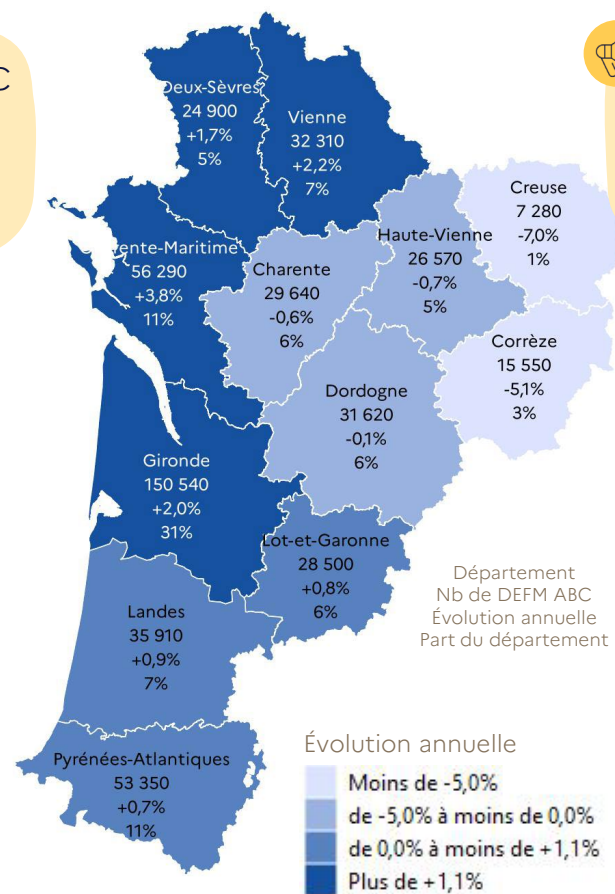 C
Deux-Sèvres
24 900
+1,7%
5%
Vienne
32 310
+2,2%
7%
Creuse
7 280
-7,0%
1%
Haute-Vienne
26 570
-0,7%
5%
ente-Maritime
56 290
+3,8%
11%
Charente
29 640
-0,6%
6%
Corrèze
15 550
-5,1%
3%
Dordogne
31 620
-0,1%
6%
Gironde
150 540
+2,0%
31%
Lot-et-Garonne
28 500
+0,8%
6%
Département
Nb de DEFM ABC
Évolution annuelle
Part du département
Landes
35 910
+0,9%
7%
Pyrénées-Atlantiques
53 350
+0,7%
11%
Évolution annuelle
Moins de -5,0%
de -5,0% à moins de 0,0%
de 0,0% à moins de +1,1%
Plus de +1,1%